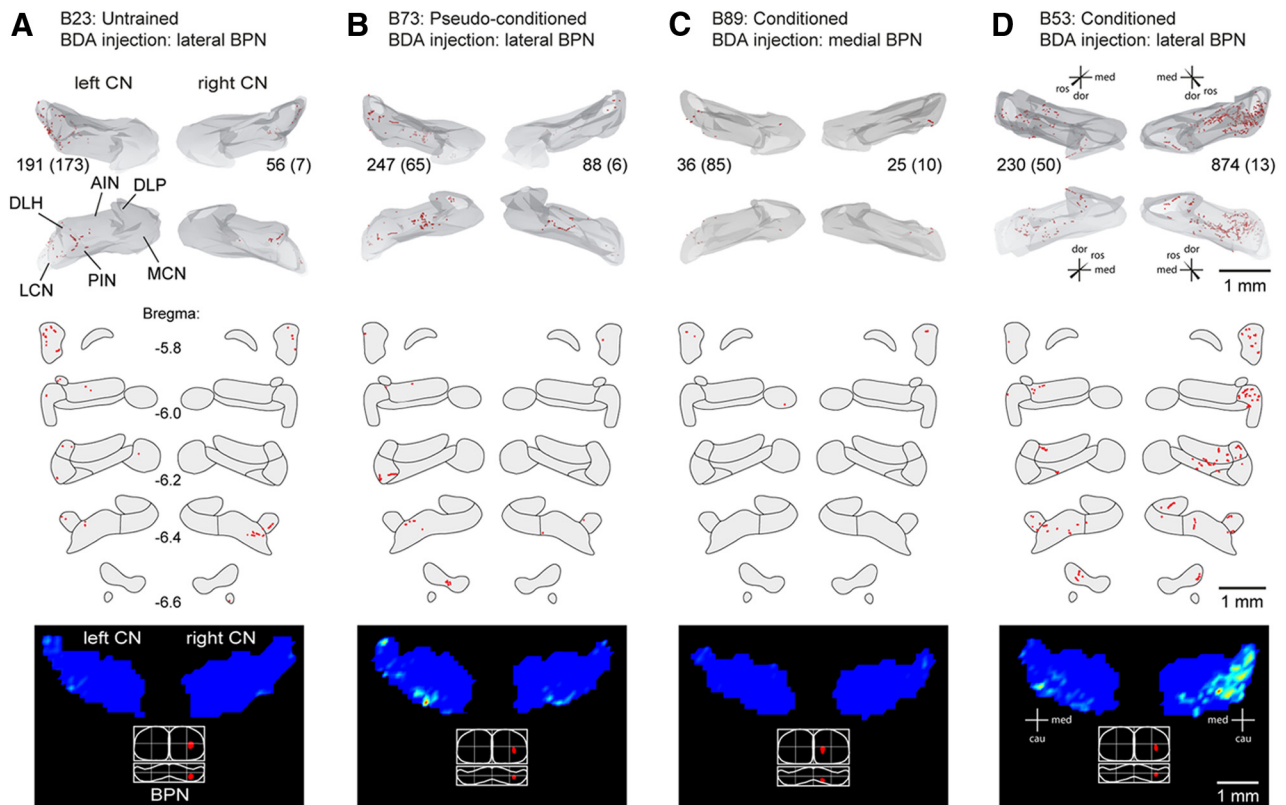 A
B23: Untrained
BDA injection: lateral BPN
B
B73: Pseudo-conditioned
BDA injection: lateral BPN
C
B89: Conditioned
BDA injection: medial BPN
D
B53: Conditioned
BDA injection: lateral BPN
left CN
right CN
191 (173)
56 (7)
247 (65)
88 (6)
36 (85)
25 (10)
med
ros
dor
med
ros
dor
230 (50)
874 (13)
AIN
DLP
DLH
LCN
PIN
MCN
dor
ros
med
dor
ros
med
1 mm
Bregma:
-5.8
-6.0
-6.2
-6.4
-6.6
1 mm
left CN
right CN
BPN
med
cau
med
cau
1 mm